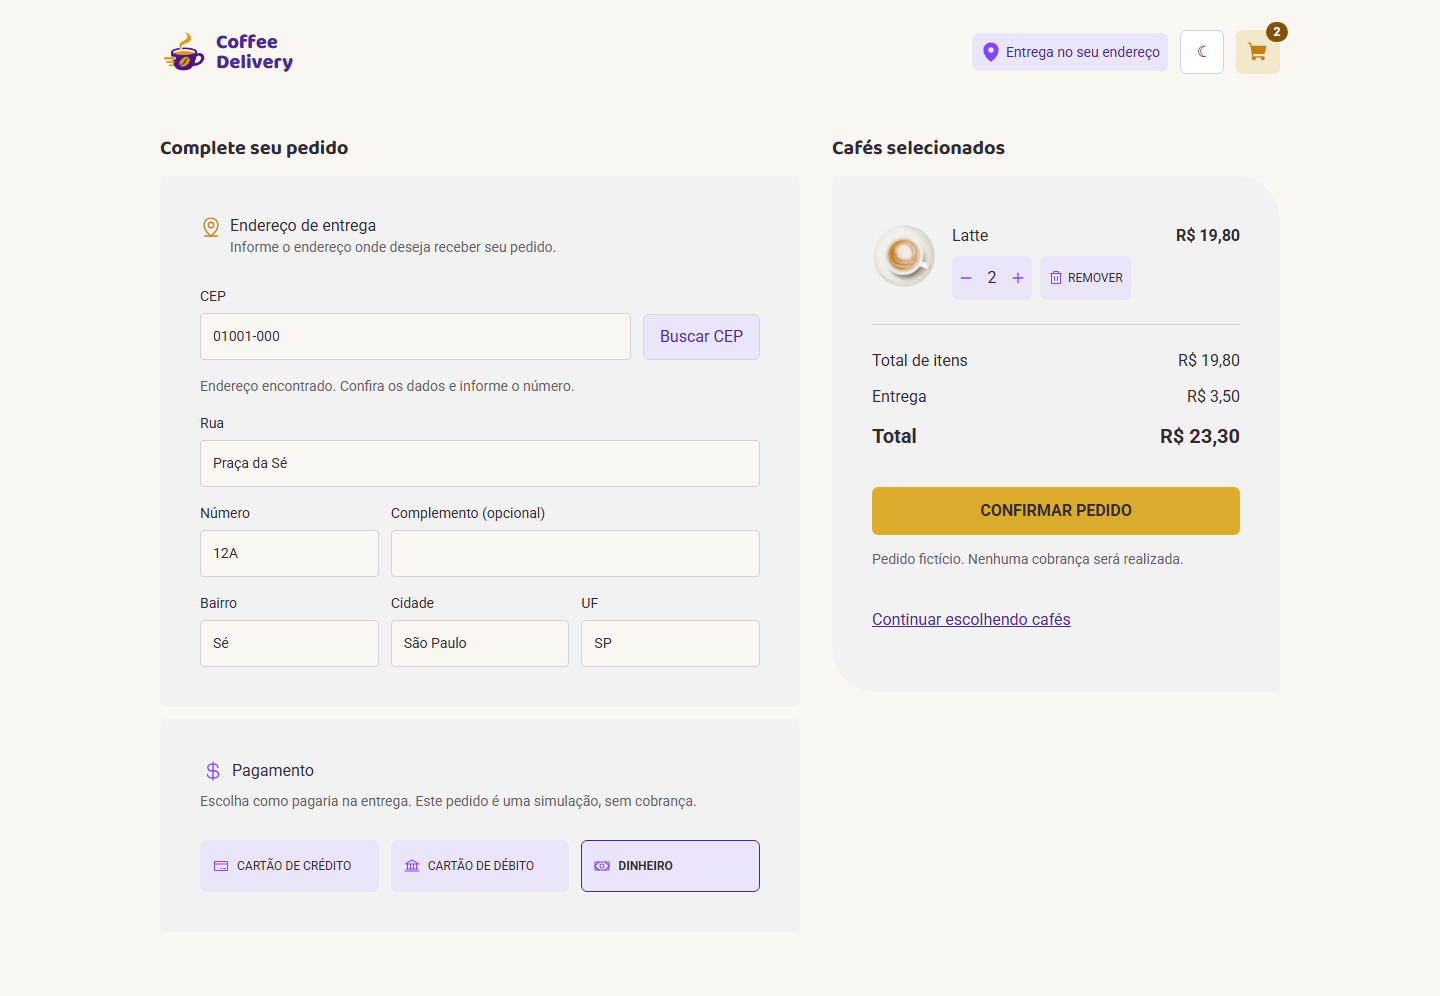 Coffee
Delivery
Entrega no seu endereço
2
Complete seu pedido
Endereço de entrega
Informe o endereço onde deseja receber seu pedido.
CEP
01001-000
Buscar CEP
Endereço encontrado. Confira os dados e informe o número.
Rua
Praça da Sé
Número
Complemento (opcional)
12A
Bairro
Cidade
UF
Sé
São Paulo
SP
Pagamento
Escolha como pagaria na entrega. Este pedido é uma simulação, sem cobrança.
CARTÃO DE CRÉDITO
CARTÃO DE DÉBITO
DINHEIRO
Cafés selecionados
Latte
R$ 19,80
2
REMOVER
Total de itens
R$ 19,80
Entrega
R$ 3,50
Total
R$ 23,30
CONFIRMAR PEDIDO
Pedido fictício. Nenhuma cobrança será realizada.
Continuar escolhendo cafés